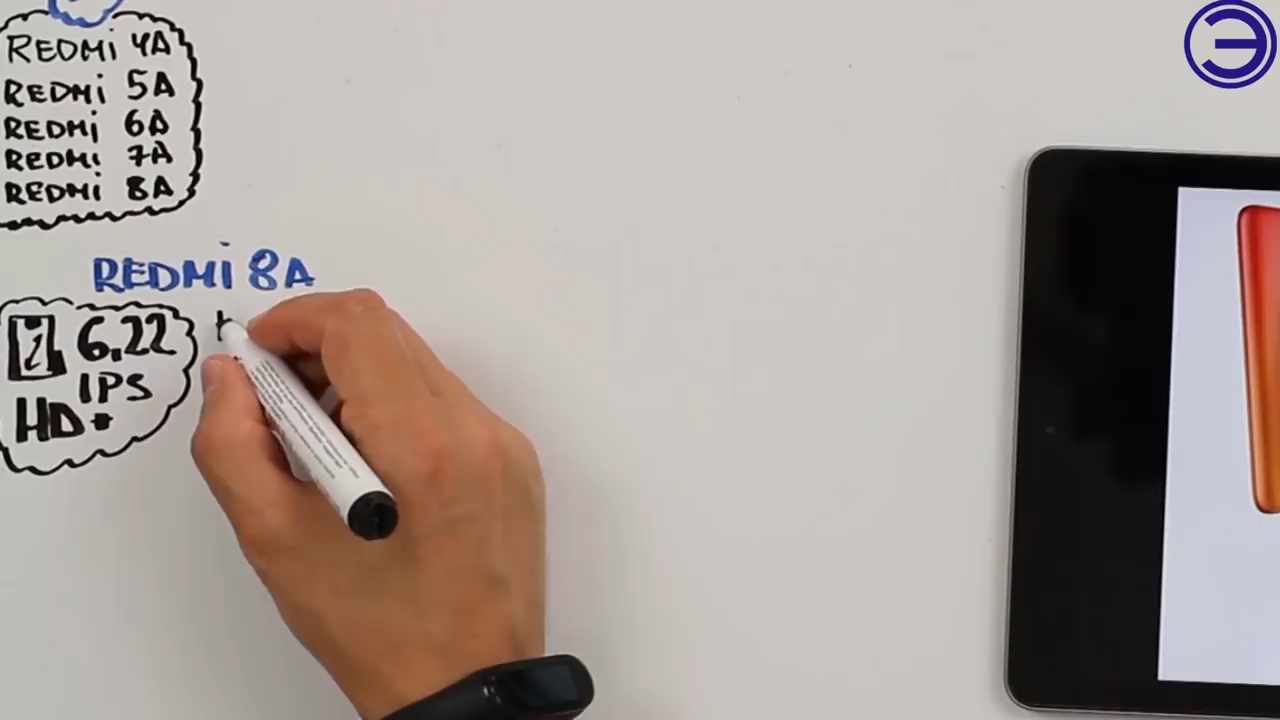 REDMi 4A
REDMi 5A
REDMi 6A
REDMi 7A
REDMi 8A
REDMi 8A
6,22
IPS
HD+
Э